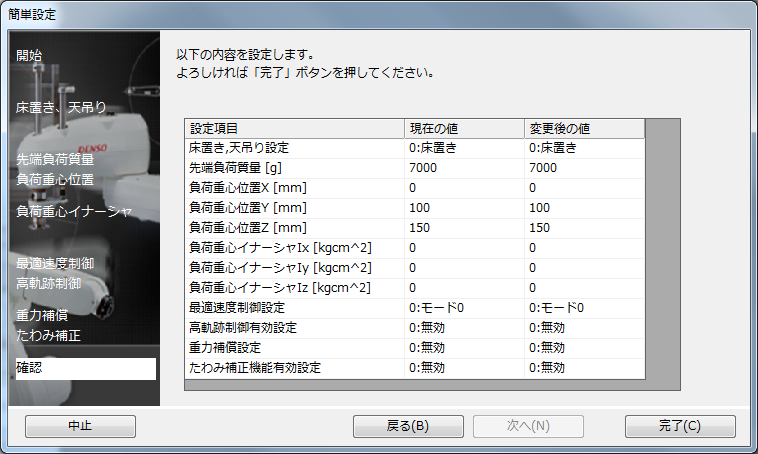 簡単設定
開始
床置き、天吊り
DENSO
先端負荷質量
負荷重心位置
負荷重心イナーシャ
最適速度制御
高軌跡制御
重力補償
たわみ補正
確認
以下の内容を設定します。
よろしければ「完了」ボタンを押してください。
設定項目 現在の値 変更後の値
床置き,天吊り設定 0:床置き 0:床置き
先端負荷質量 [g] 7000 7000
負荷重心位置X [mm] 0 0
負荷重心位置Y [mm] 100 100
負荷重心位置Z [mm] 150 150
負荷重心イナーシャIx [kgcm^2] 0 0
負荷重心イナーシャIy [kgcm^2] 0 0
負荷重心イナーシャIz [kgcm^2] 0 0
最適速度制御設定 0:モード0 0:モード0
高軌跡制御有効設定 0:無効 0:無効
重力補償設定 0:無効 0:無効
たわみ補正機能有効設定 0:無効 0:無効
中止 戻る(B) 次へ(N) 完了(C)